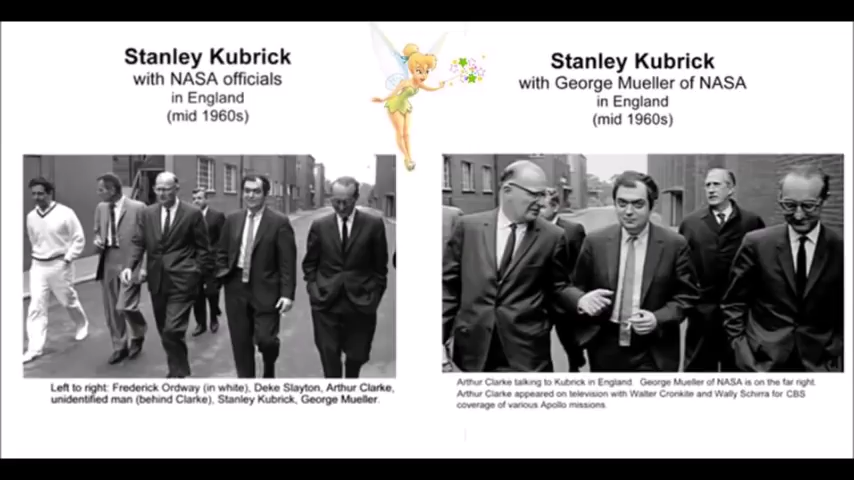 Stanley Kubrick
with NASA officials
in England
(mid 1960s)
Left to right: Frederick Ordway (in white), Deke Slayton, Arthur Clarke,
unidentified man (behind Clarke), Stanley Kubrick, George Mueller.
Stanley Kubrick
with George Mueller of NASA
in England
(mid 1960s)
Arthur Clarke talking to Kubrick in England. George Mueller of NASA is on the far right.
Arthur Clarke appeared on television with Walter Cronkite and Wally Schirra for CBS
coverage of various Apollo missions.